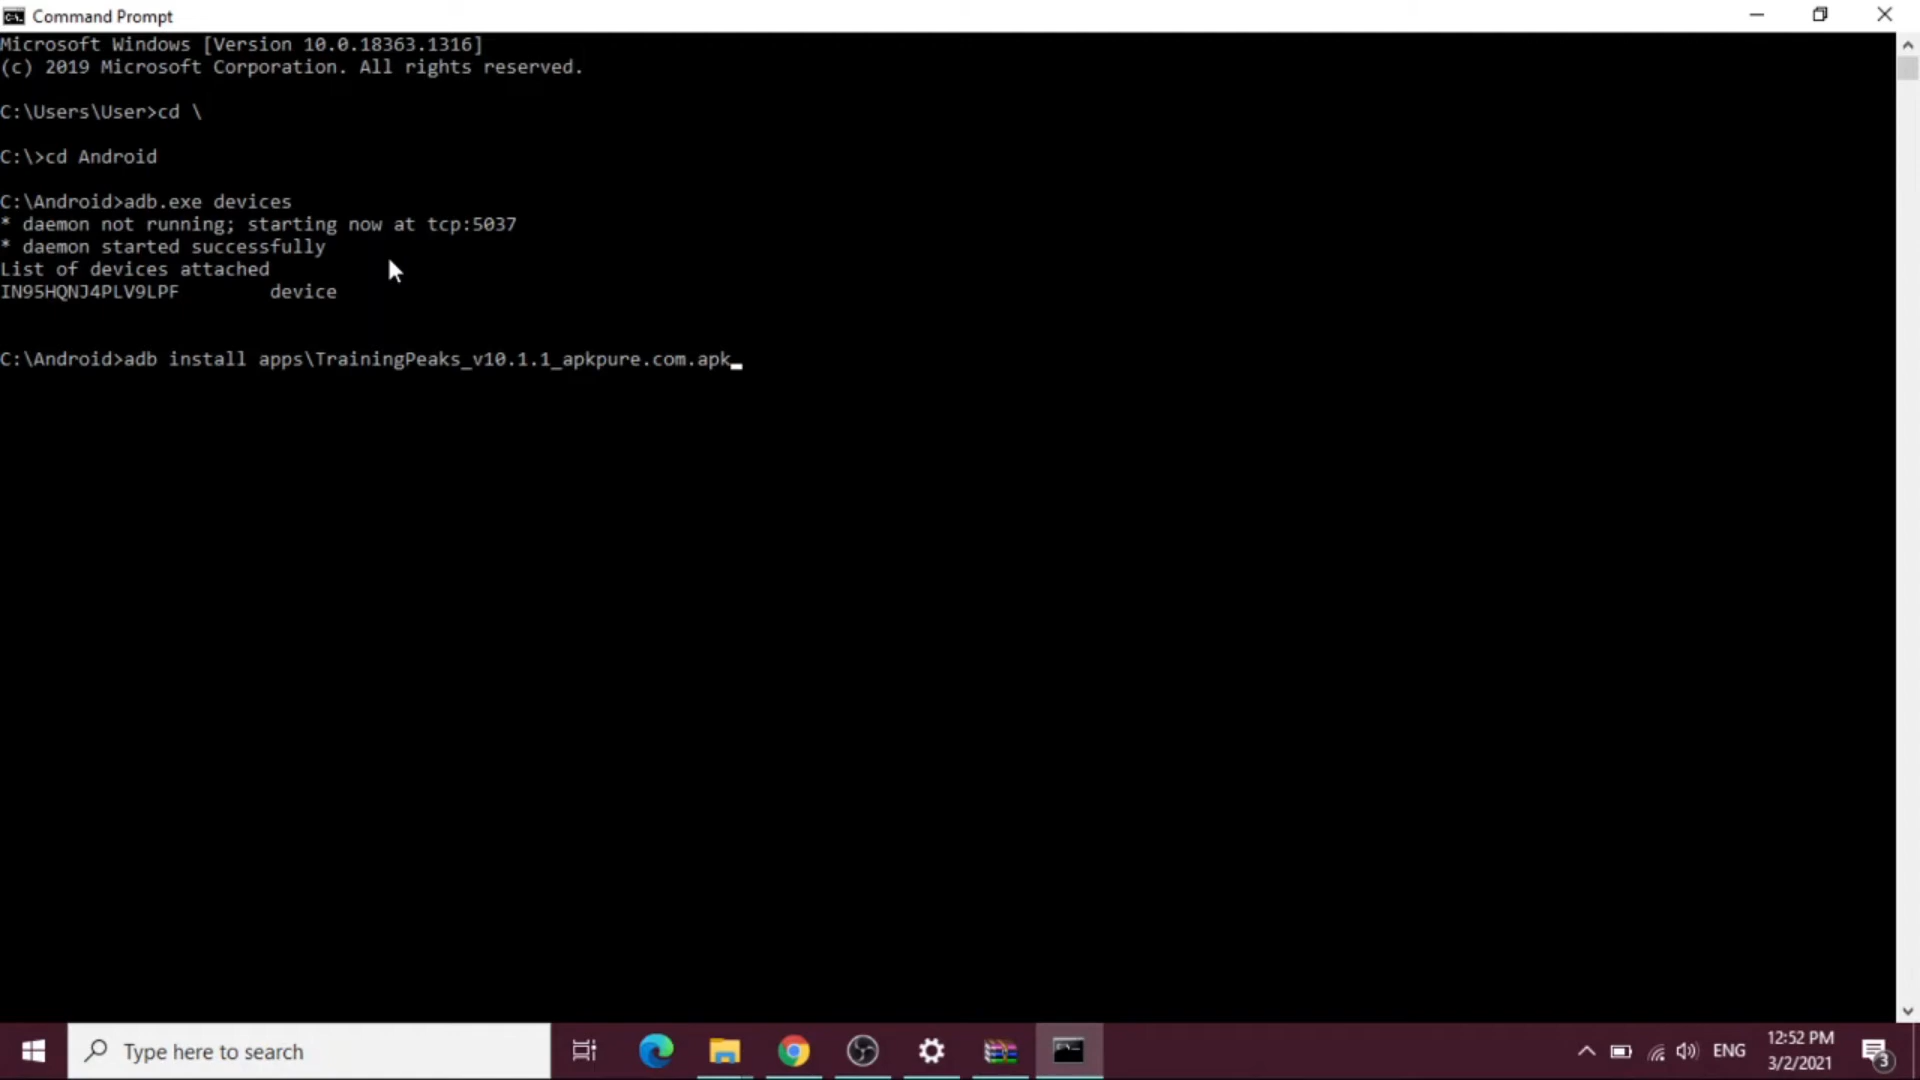 Command Prompt
Microsoft Windows [Version 10.0.18363.1316]
(c) 2019 Microsoft Corporation. All rights reserved.
C:\Users\User>cd \
C:\>cd Android
C:\Android>adb.exe devices
* daemon not running; starting now at tcp:5037
* daemon started successfully
List of devices attached
IN95HQNJ4PLV9LPF        device
C:\Android>adb install apps\TrainingPeaks_v10.1.1_apkpure.com.apk_
Type here to search
ENG
12:52 PM
3/2/2021
3